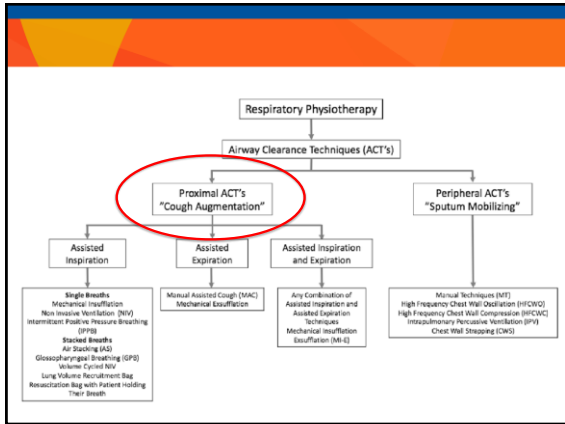 Respiratory Physiotherapy
Airway Clearance Techniques (ACT's)
Proximal ACT's
"Cough Augmentation"
Peripheral ACT's
"Sputum Mobilizing"
Assisted
Inspiration
Assisted
Expiration
Assisted Inspiration
and Expiration
Single Breaths
Mechanical Insufflation
Non Invasive Ventilation (NIV)
Intermittent Positive Pressure Breathing
(IPPB)
Stacked Breaths
Air Stacking (AS)
Glossopharyngeal Breathing (GPB)
Volume Cycled NIV
Lung Volume Recruitment Bag
Resuscitation Bag with Patient Holding
Their Breath
Manual Assisted Cough (MAC)
Mechanical Exsufflation
Any Combination of
Assisted Inspiration and
Assisted Expiration
Techniques
Mechanical Insufflation
Exsufflation (MI-E)
Manual Techniques (MT)
High Frequency Chest Wall Oscillation (HFCWO)
High Frequency Chest Wall Compression (HFCWC)
Intrapulmonary Percussive Ventilation (IPV)
Chest Wall Strapping (CWS)